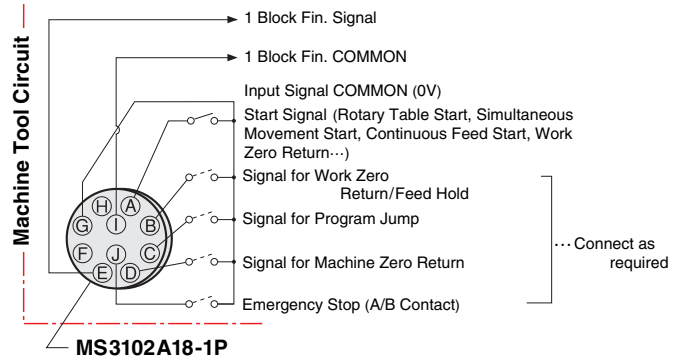 1 Block Fin. Signal
1 Block Fin. COMMON
Input Signal COMMON (0V)
Start Signal (Rotary Table Start, Simultaneous
Movement Start, Continuous Feed Start, Work
Zero Return···)
Signal for Work Zero
Return/Feed Hold
Signal for Program Jump
Signal for Machine Zero Return
Emergency Stop (A/B Contact)
···Connect as
required
Machine Tool Circuit
H
A
G
I
B
F
J
C
E
D
MS3102A18-1P